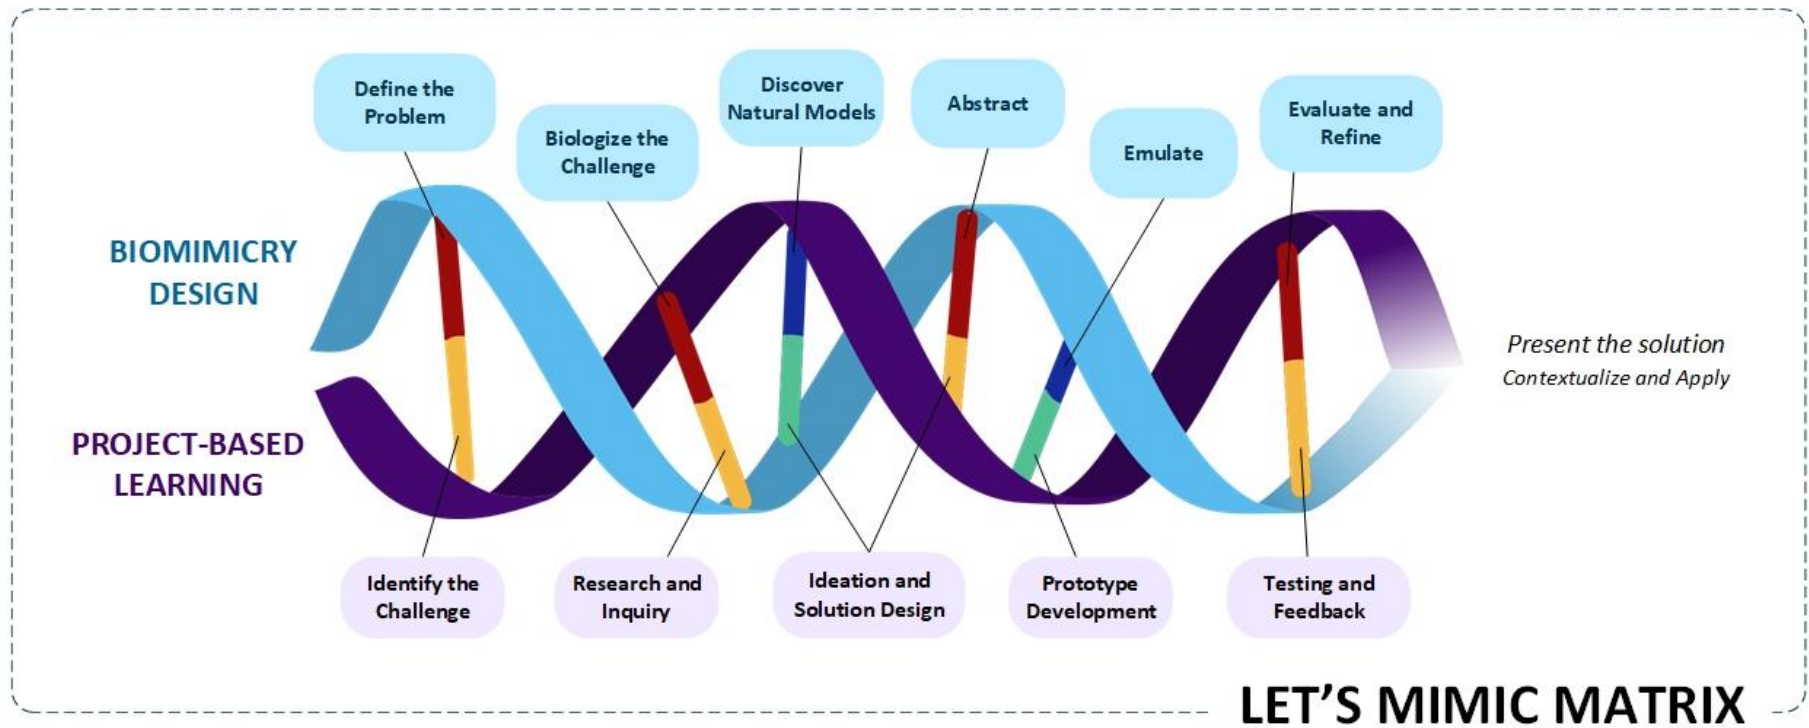 Define the
Problem
Biologize the
Challenge
Discover
Natural Models
Abstract
Emulate
Evaluate and
Refine
BIOMIMICRY
DESIGN
PROJECT-BASED
LEARNING
Present the solution
Contextualize and Apply
Identify the
Challenge
Research and
Inquiry
Ideation and
Solution Design
Prototype
Development
Testing and
Feedback
LET'S MIMIC MATRIX